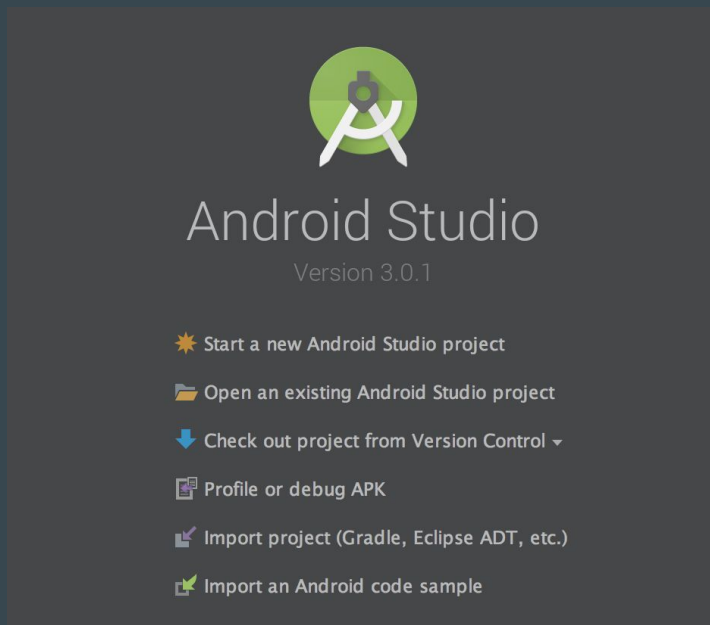 Android Studio
Version 3.0.1
Start a new Android Studio project
Open an existing Android Studio project
Check out project from Version Control
Profile or debug APK
Import project (Gradle, Eclipse ADT, etc.)
Import an Android code sample